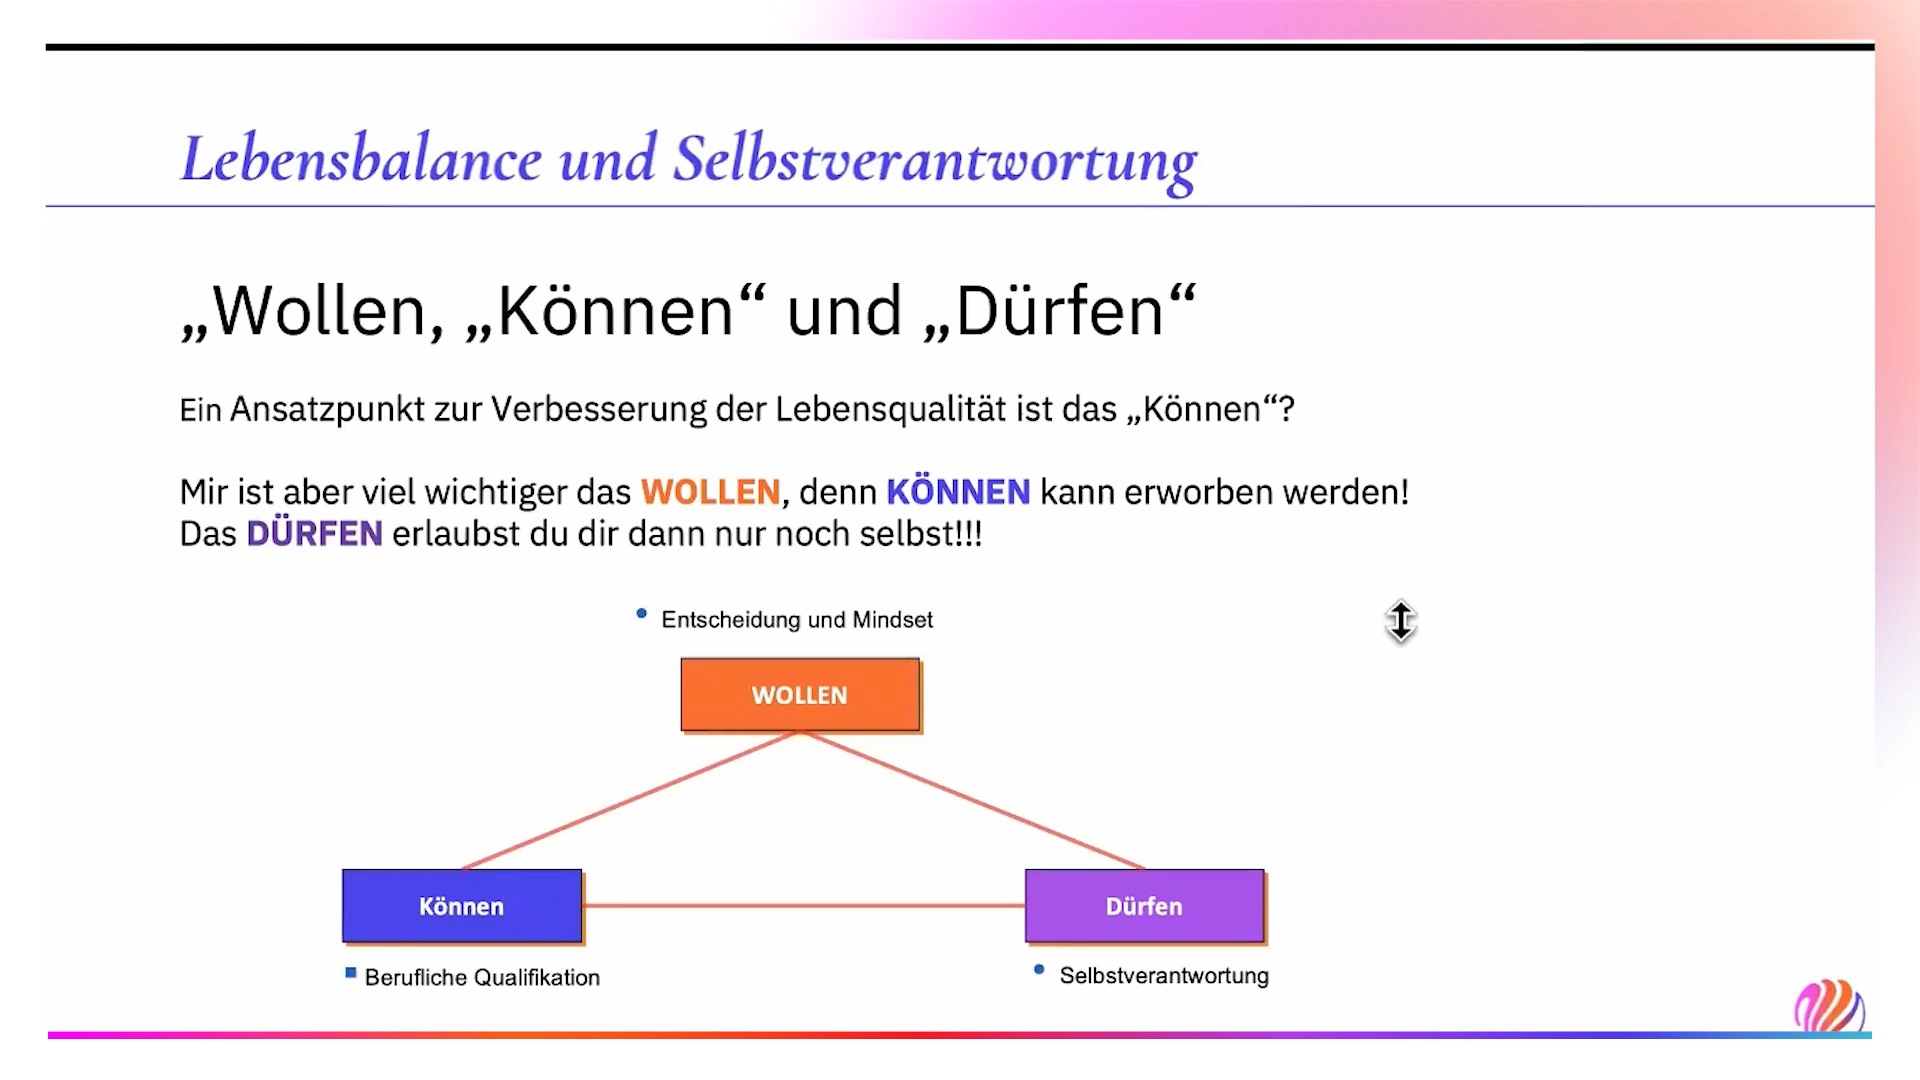 Lebensbalance und Selbstverantwortung
„Wollen, „Können“ und „Dürfen“
Ein Ansatzpunkt zur Verbesserung der Lebensqualität ist das „Können“?
Mir ist aber viel wichtiger das WOLLEN, denn KÖNNEN kann erworben werden!
Das DÜRFEN erlaubst du dir dann nur noch selbst!!!
• Entscheidung und Mindset
WOLLEN
Können
Dürfen
▪ Berufliche Qualifikation
• Selbstverantwortung